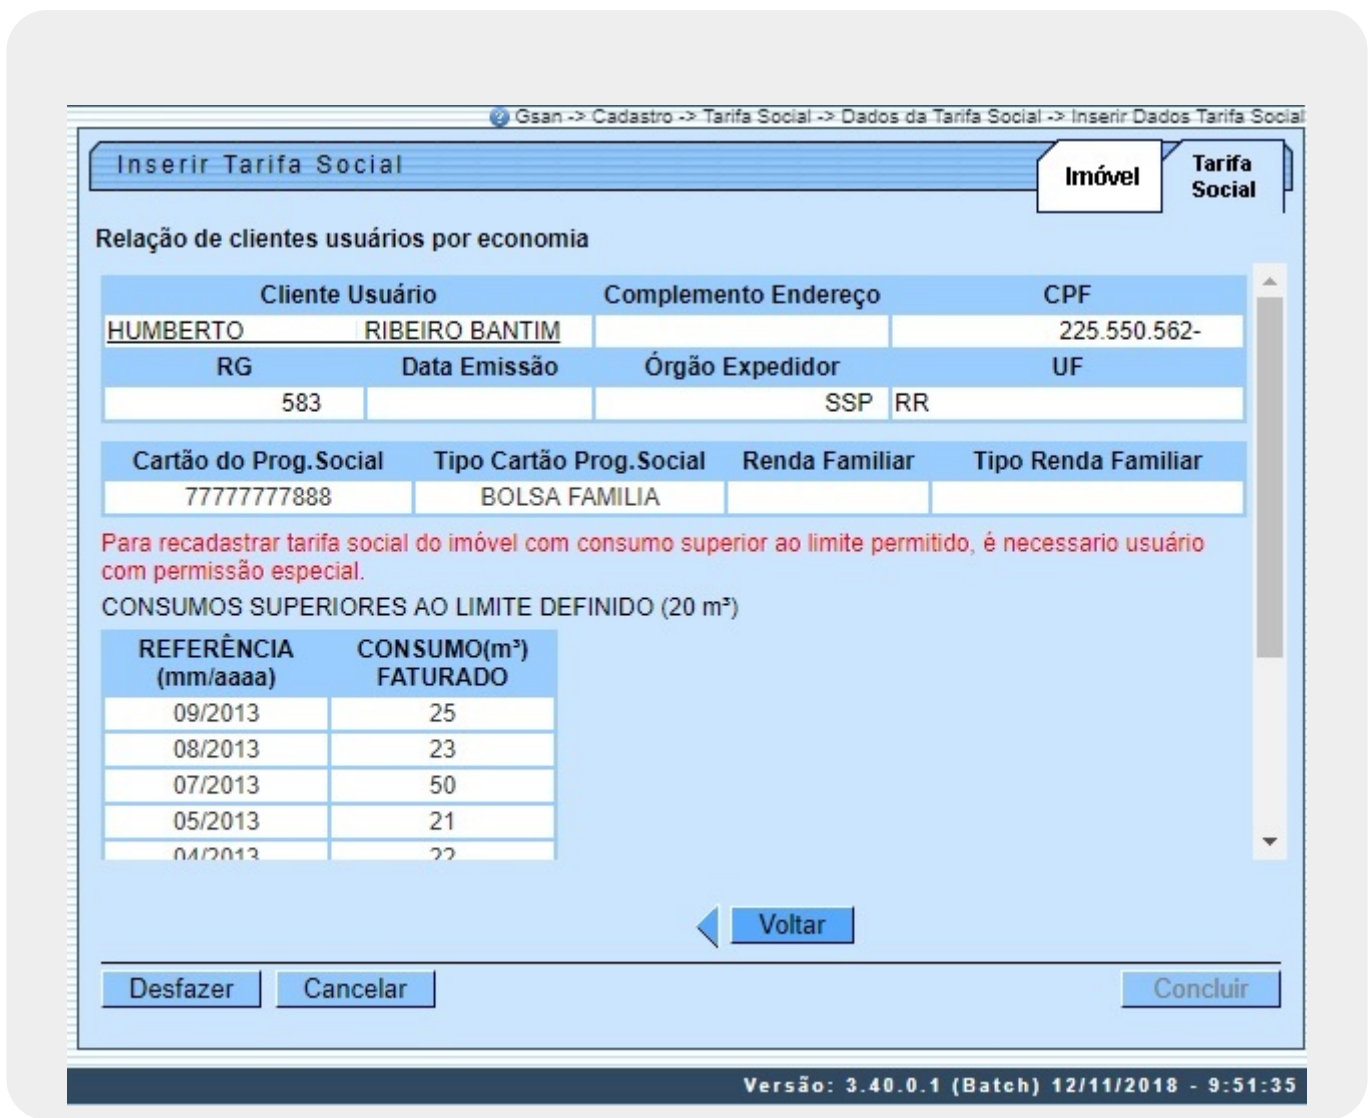 Gsan -> Cadastro -> Tarifa Social -> Dados da Tarifa Social -> Inserir Dados Tarifa Social
Inserir Tarifa Social
Imóvel
Tarifa
Social
Relação de clientes usuários por economia
Cliente Usuário Complemento Endereço CPF
HUMBERTO RIBEIRO BANTIM 225.550.562-
RG Data Emissão Órgão Expedidor UF
583 SSP RR
Cartão do Prog.Social Tipo Cartão Prog.Social Renda Familiar Tipo Renda Familiar
77777777888 BOLSA FAMILIA
Para recadastrar tarifa social do imóvel com consumo superior ao limite permitido, é necessario usuário
com permissão especial.
CONSUMOS SUPERIORES AO LIMITE DEFINIDO (20 m³)
REFERÊNCIA CONSUMO(m³)
(mm/aaaa) FATURADO
09/2013 25
08/2013 23
07/2013 50
05/2013 21
04/2013 22
Voltar
Desfazer Cancelar Concluir
Versão: 3.40.0.1 (Batch) 12/11/2018 - 9:51:35